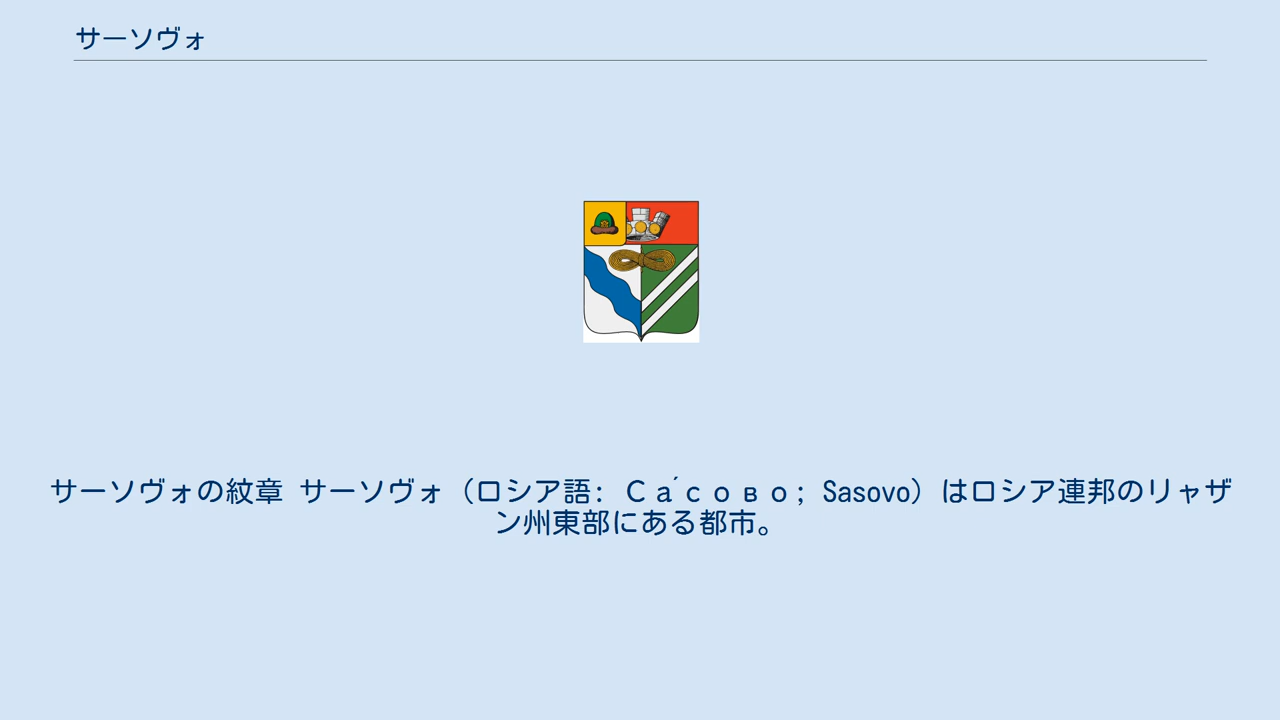 サーソヴォ
サーソヴォの紋章 サーソヴォ（ロシア語: Са́сово; Sasovo）はロシア連邦のリャザ
ン州東部にある都市。